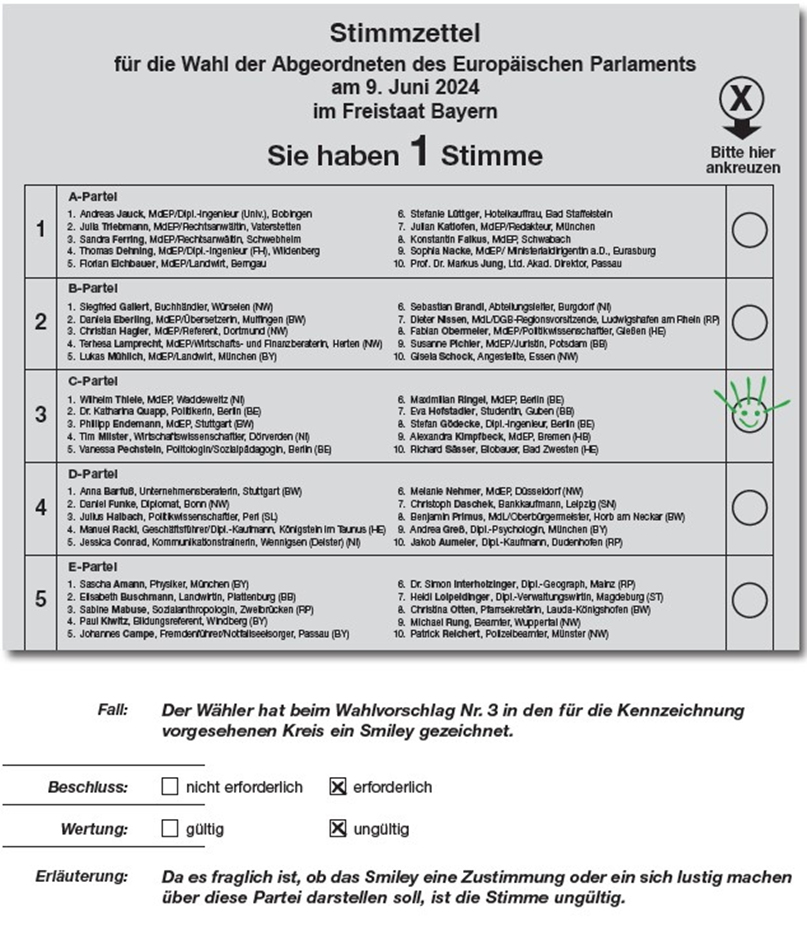 Stimmzettel
für die Wahl der Abgeordneten des Europäischen Parlaments
am 9. Juni 2024
im Freistaat Bayern
Sie haben 1 Stimme
X
Bitte hier
ankreuzen
1
A-Partei
1. Andreas Jauck, MdEP/Dipl.-Ingenieur (Univ.), Bobingen
2. Julia Triebmann, MdEP/Rechtsanwältin, Vaterstetten
3. Sandra Ferring, MdEP/Rechtsanwältin, Schwebheim
4. Thomas Dehning, MdEP/Dipl.-Ingenieur (FH), Wildenberg
5. Florian Eichbauer, MdEP/Landwirt, Berngau
6. Stefanie Lüttger, Hotelkauffrau, Bad Staffelstein
7. Julian Katlofen, MdEP/Redakteur, München
8. Konstantin Falkus, MdEP, Schwabach
9. Sophia Nacke, MdEP/ Ministerialdirigentin a.D., Eurasburg
10. Prof. Dr. Markus Jung, Ltd. Akad. Direktor, Passau
2
B-Partei
1. Siegfried Gallert, Buchhändler, Würselen (NW)
2. Daniela Eberling, MdEP/Übersetzerin, Mulfingen (BW)
3. Christian Hagler, MdEP/Referent, Dortmund (NW)
4. Terhesa Lamprecht, MdEP/Wirtschafts- und Finanzberaterin, Herten (NW)
5. Lukas Mühlich, MdEP/Landwirt, München (BY)
6. Sebastian Brandl, Abteilungsleiter, Burgdorf (NI)
7. Dieter Nissen, MdL/DGB-Regionsvorsitzende, Ludwigshafen am Rhein (RP)
8. Fabian Obermeier, MdEP/Politikwissenschaftler, Gießen (HE)
9. Susanne Pichler, MdEP/Juristin, Potsdam (BB)
10. Gisela Schock, Angestellte, Essen (NW)
3
C-Partei
1. Wilhelm Thiele, MdEP, Waddeweitz (NI)
2. Dr. Katharina Quapp, Politikerin, Berlin (BE)
3. Philipp Endemann, MdEP, Stuttgart (BW)
4. Tim Milster, Wirtschaftswissenschaftler, Dörverden (NI)
5. Vanessa Pechstein, Politologin/Sozialpädagogin, Berlin (BE)
6. Maximilian Ringel, MdEP, Berlin (BE)
7. Eva Hofstadler, Studentin, Guben (BB)
8. Stefan Gödecke, Dipl.-Ingenieur, Berlin (BE)
9. Alexandra Kimpfbeck, MdEP, Bremen (HB)
10. Richard Sässer, Biobauer, Bad Zwesten (HE)
4
D-Partei
1. Anna Barfuß, Unternehmensberaterin, Stuttgart (BW)
2. Daniel Funke, Diplomat, Bonn (NW)
3. Julius Halbach, Politikwissenschaftler, Perl (SL)
4. Manuel Racki, Geschäftsführer/Dipl.-Kaufmann, Königstein im Taunus (HE)
5. Jessica Conrad, Kommunikationstrainerin, Wennigsen (Deister) (NI)
6. Melanie Nehmer, MdEP, Düsseldorf (NW)
7. Christoph Daschek, Bankkaufmann, Leipzig (SN)
8. Benjamin Primus, MdL/Oberbürgermeister, Horb am Neckar (BW)
9. Andrea Greß, Dipl.-Psychologin, München (BY)
10. Jakob Aumeier, Dipl.-Kaufmann, Dudenhofen (RP)
5
E-Partei
1. Sascha Amann, Physiker, München (BY)
2. Elisabeth Buschmann, Landwirtin, Plattenburg (BB)
3. Sabine Mabuse, Sozialanthropologin, Zweibrücken (RP)
4. Paul Kiwitz, Bildungsreferent, Windberg (BY)
5. Johannes Campe, Fremdenführer/Notfallseelsorger, Passau (BY)
6. Dr. Simon Interholzinger, Dipl.-Geograph, Mainz (RP)
7. Heidi Loipeldinger, Dipl.-Verwaltungswirtin, Magdeburg (ST)
8. Christina Otten, Pfarrsekretärin, Lauda-Königshofen (BW)
9. Michael Rung, Beamter, Wuppertal (NW)
10. Patrick Reichert, Polizeibeamter, Münster (NW)
Fall: Der Wähler hat beim Wahlvorschlag Nr. 3 in den für die Kennzeichnung
vorgesehenen Kreis ein Smiley gezeichnet.
Beschluss: nicht erforderlich X erforderlich
Wertung: gültig X ungültig
Erläuterung: Da es fraglich ist, ob das Smiley eine Zustimmung oder ein sich lustig machen
über diese Partei darstellen soll, ist die Stimme ungültig.